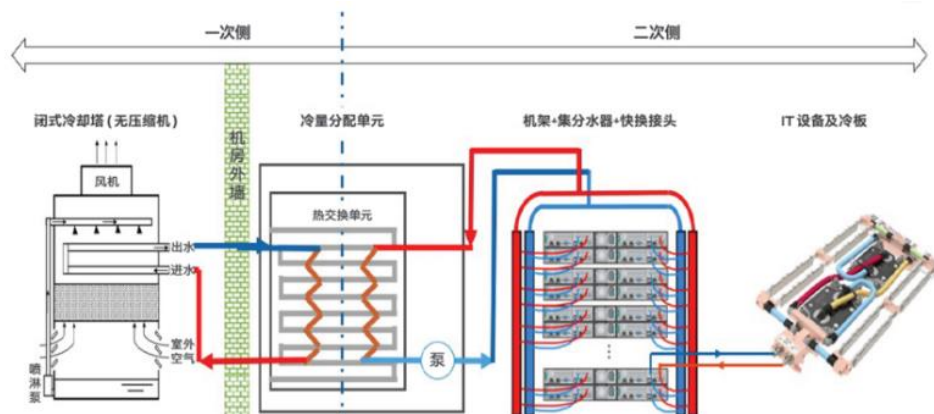 一次侧
二次侧
闭式冷却塔(无压缩机)
冷量分配单元
机架+集分水器+快换接头
IT设备及冷板
机房外墙
风机
热交换单元
出水
进水
室外
空气
喷淋泵
泵